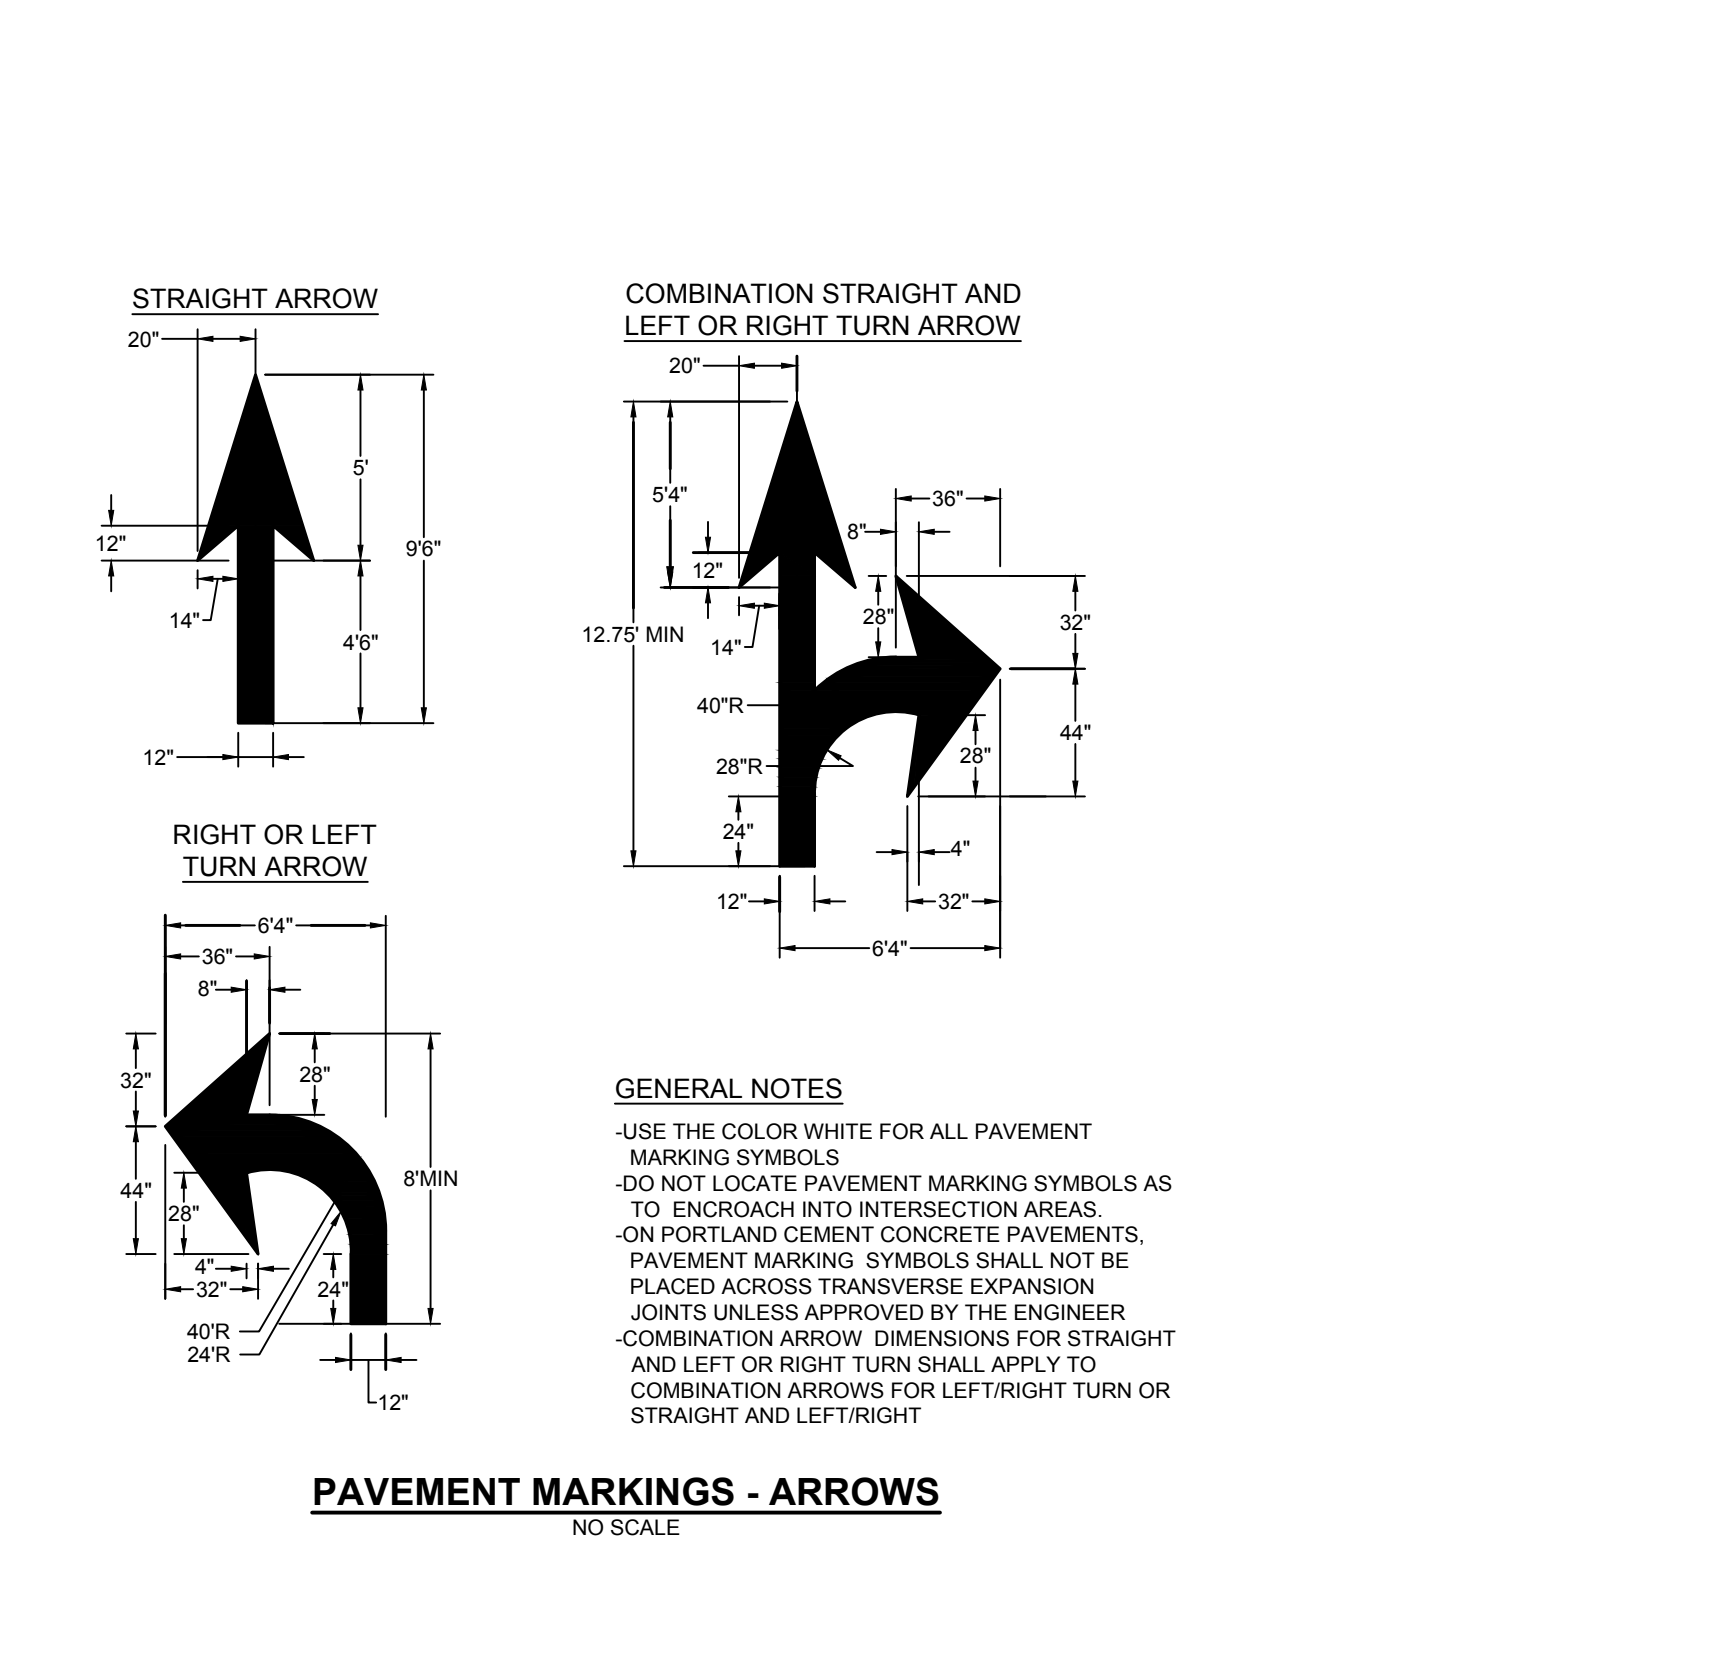 STRAIGHT ARROW
20"
5'
12"
9'6"
14"
4'6"
12"
COMBINATION STRAIGHT AND
LEFT OR RIGHT TURN ARROW
20"
5'4"
36"
8"
12"
28"
32"
12.75' MIN
14"
40"R
44"
28"
28"R
24"
4"
12"
32"
6'4"
RIGHT OR LEFT
TURN ARROW
6'4"
36"
8"
28"
32"
8'MIN
44"
28"
4"
32"
24"
40'R
24'R
12"
GENERAL NOTES
-USE THE COLOR WHITE FOR ALL PAVEMENT
MARKING SYMBOLS
-DO NOT LOCATE PAVEMENT MARKING SYMBOLS AS
TO ENCROACH INTO INTERSECTION AREAS.
-ON PORTLAND CEMENT CONCRETE PAVEMENTS,
PAVEMENT MARKING SYMBOLS SHALL NOT BE
PLACED ACROSS TRANSVERSE EXPANSION
JOINTS UNLESS APPROVED BY THE ENGINEER
-COMBINATION ARROW DIMENSIONS FOR STRAIGHT
AND LEFT OR RIGHT TURN SHALL APPLY TO
COMBINATION ARROWS FOR LEFT/RIGHT TURN OR
STRAIGHT AND LEFT/RIGHT
PAVEMENT MARKINGS - ARROWS
NO SCALE